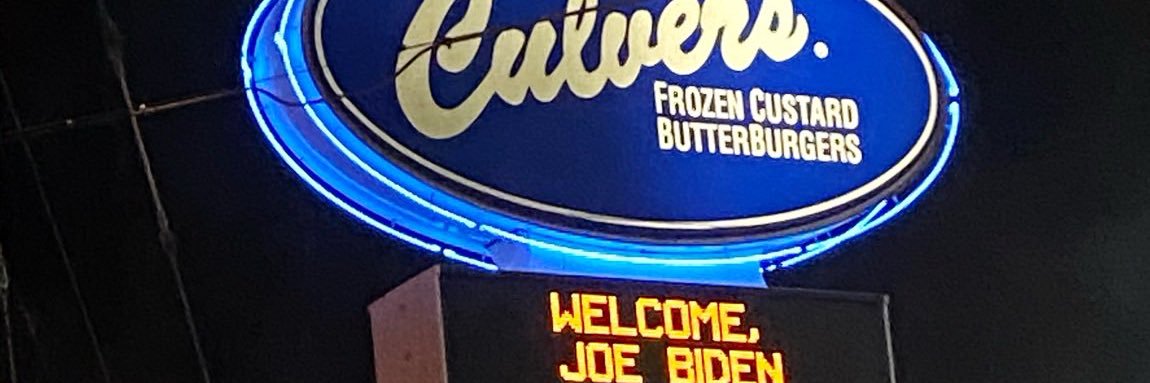 Culver's.
FROZEN CUSTARD
BUTTERBURGERS
WELCOME,
JOE BIDEN